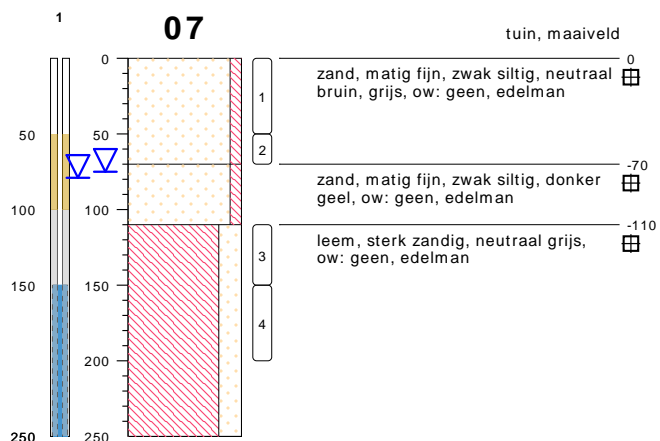 1
07
tuin, maaiveld
0
0
zand, matig fijn, zwak siltig, neutraal
bruin, grijs, ow: geen, edelman
1
50
50
2
-70
zand, matig fijn, zwak siltig, donker
geel, ow: geen, edelman
100
100
-110
leem, sterk zandig, neutraal grijs,
ow: geen, edelman
3
150
150
4
200
200
250
250